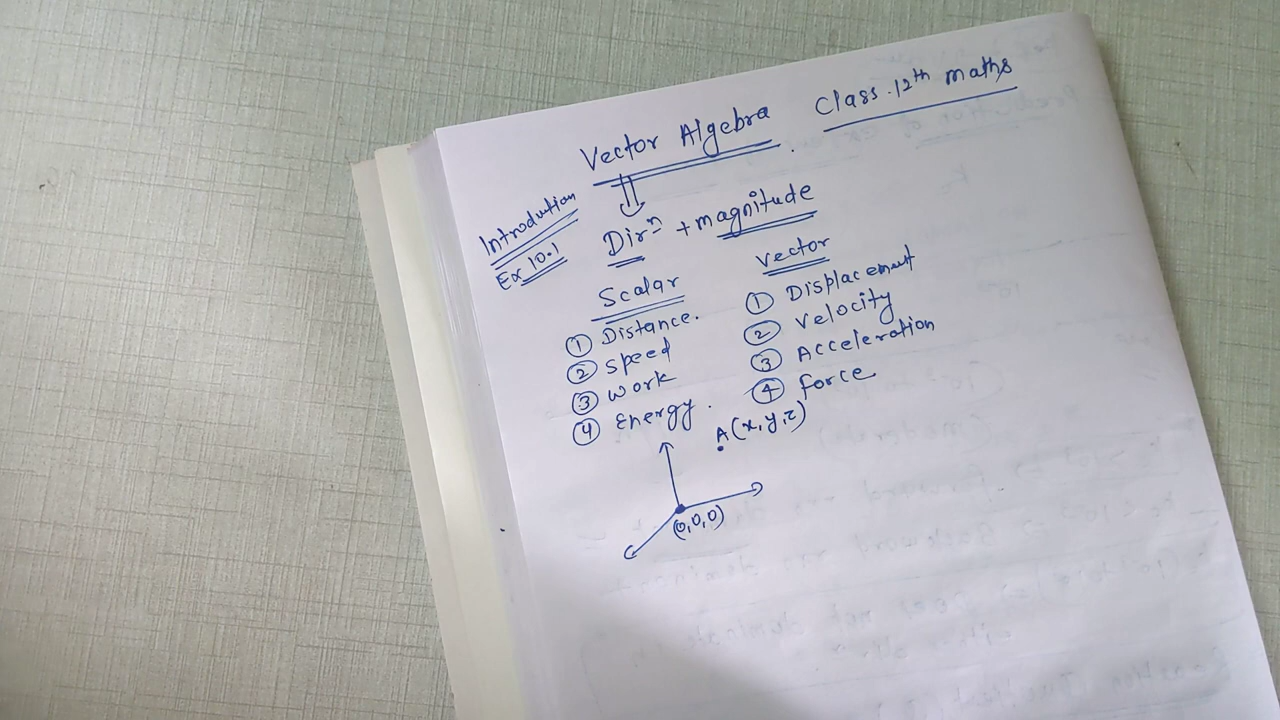 Vector Algebra Class.12th maths
Introdution
Ex 10.1
Dirⁿ + magnitude
Scalar
① Distance.
② Speed
③ Work
④ Energy.
Vector
① Displacement
② Velocity
③ Acceleration
④ force
A(x,y,z)
(0,0,0)